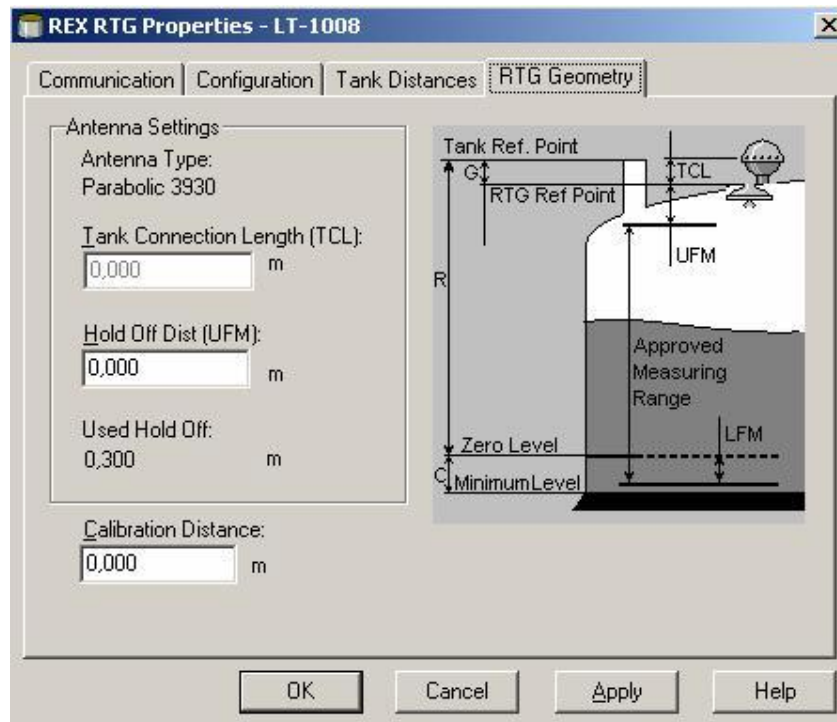 REX RTG Properties - LT-1008
Communication
Configuration
Tank Distances
RTG Geometry
Antenna Settings
Antenna Type:
Parabolic 3930
Tank Connection Length (TCL):
0,000 m
Hold Off Dist (UFM):
0,000 m
Used Hold Off:
0,300 m
Calibration Distance:
0,000 m
Tank Ref. Point
G
TCL
RTG Ref Point
UFM
R
Approved
Measuring
Range
LFM
Zero Level
C
Minimum Level
OK
Cancel
Apply
Help